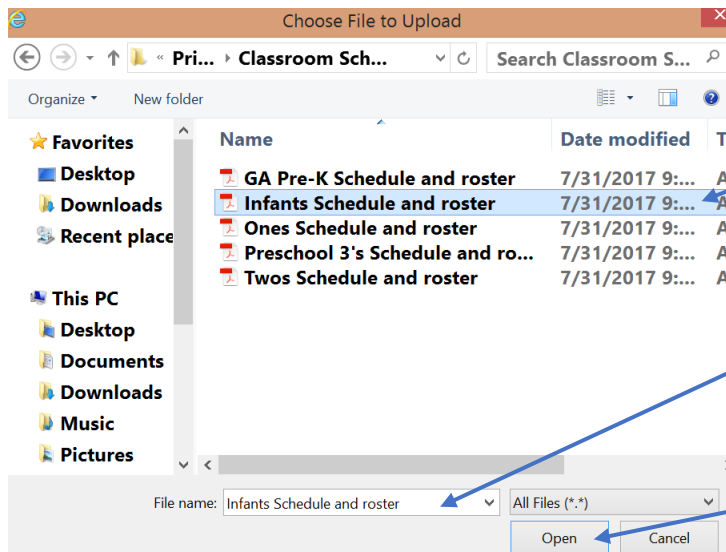 Choose File to Upload
« Pri... Classroom Sch... Search Classroom S...
Organize New folder
Favorites
Desktop
Downloads
Recent place
This PC
Desktop
Documents
Downloads
Music
Pictures
Name Date modified T
GA Pre-K Schedule and roster 7/31/2017 9:... A
Infants Schedule and roster 7/31/2017 9:... A
Ones Schedule and roster 7/31/2017 9:... A
Preschool 3's Schedule and ro... 7/31/2017 9:... A
Twos Schedule and roster 7/31/2017 9:... A
File name: Infants Schedule and roster All Files (*.*)
Open Cancel